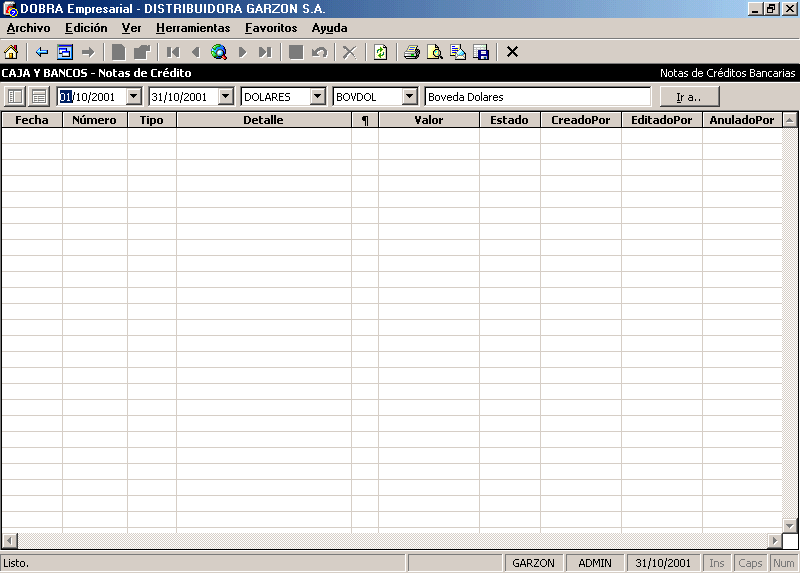 DOBRA Empresarial - DISTRIBUIDORA GARZON S.A.
Archivo Edición Ver Herramientas Favoritos Ayuda
CAJA Y BANCOS - Notas de Crédito Notas de Créditos Bancarias
01/10/2001 31/10/2001 DOLARES BOVDOL Boveda Dolares Ir a..
Fecha Número Tipo Detalle ¶ Valor Estado CreadoPor EditadoPor AnuladoPor
Listo. GARZON ADMIN 31/10/2001 Ins Caps Num